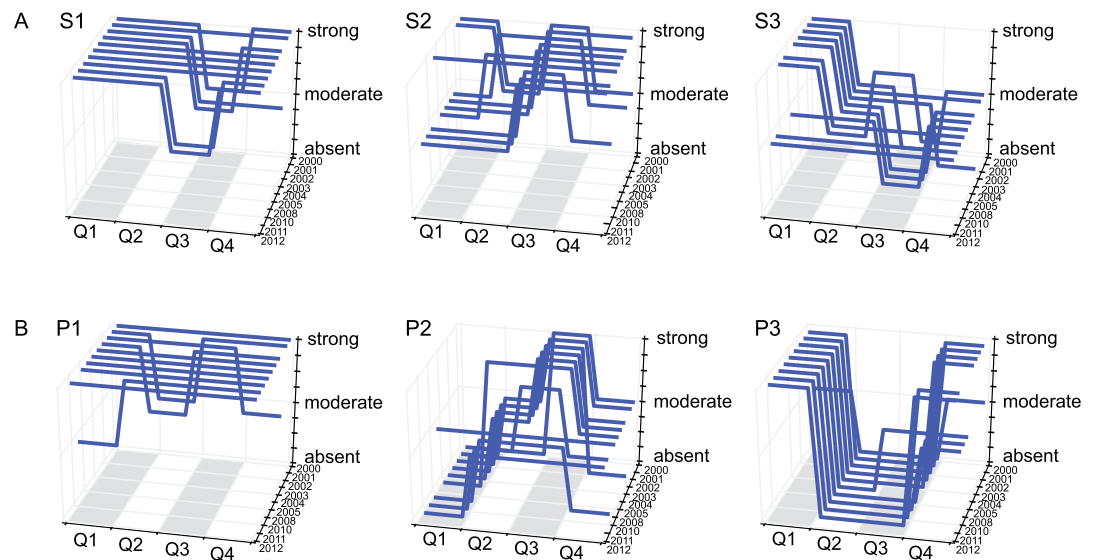 A S1 S2 S3
strong strong strong
moderate moderate moderate
absent absent absent
2000 2000 2000
2001 2001 2001
2002 2002 2002
2003 2003 2003
2004 2004 2004
2005 2005 2005
2008 2008 2008
2010 2010 2010
2011 2011 2011
2012 2012 2012
Q1 Q2 Q3 Q4 Q1 Q2 Q3 Q4 Q1 Q2 Q3 Q4
B P1 P2 P3
strong strong strong
moderate moderate moderate
absent absent absent
2000 2000 2000
2001 2001 2001
2002 2002 2002
2003 2003 2003
2004 2004 2004
2005 2005 2005
2008 2008 2008
2010 2010 2010
2011 2011 2011
2012 2012 2012
Q1 Q2 Q3 Q4 Q1 Q2 Q3 Q4 Q1 Q2 Q3 Q4